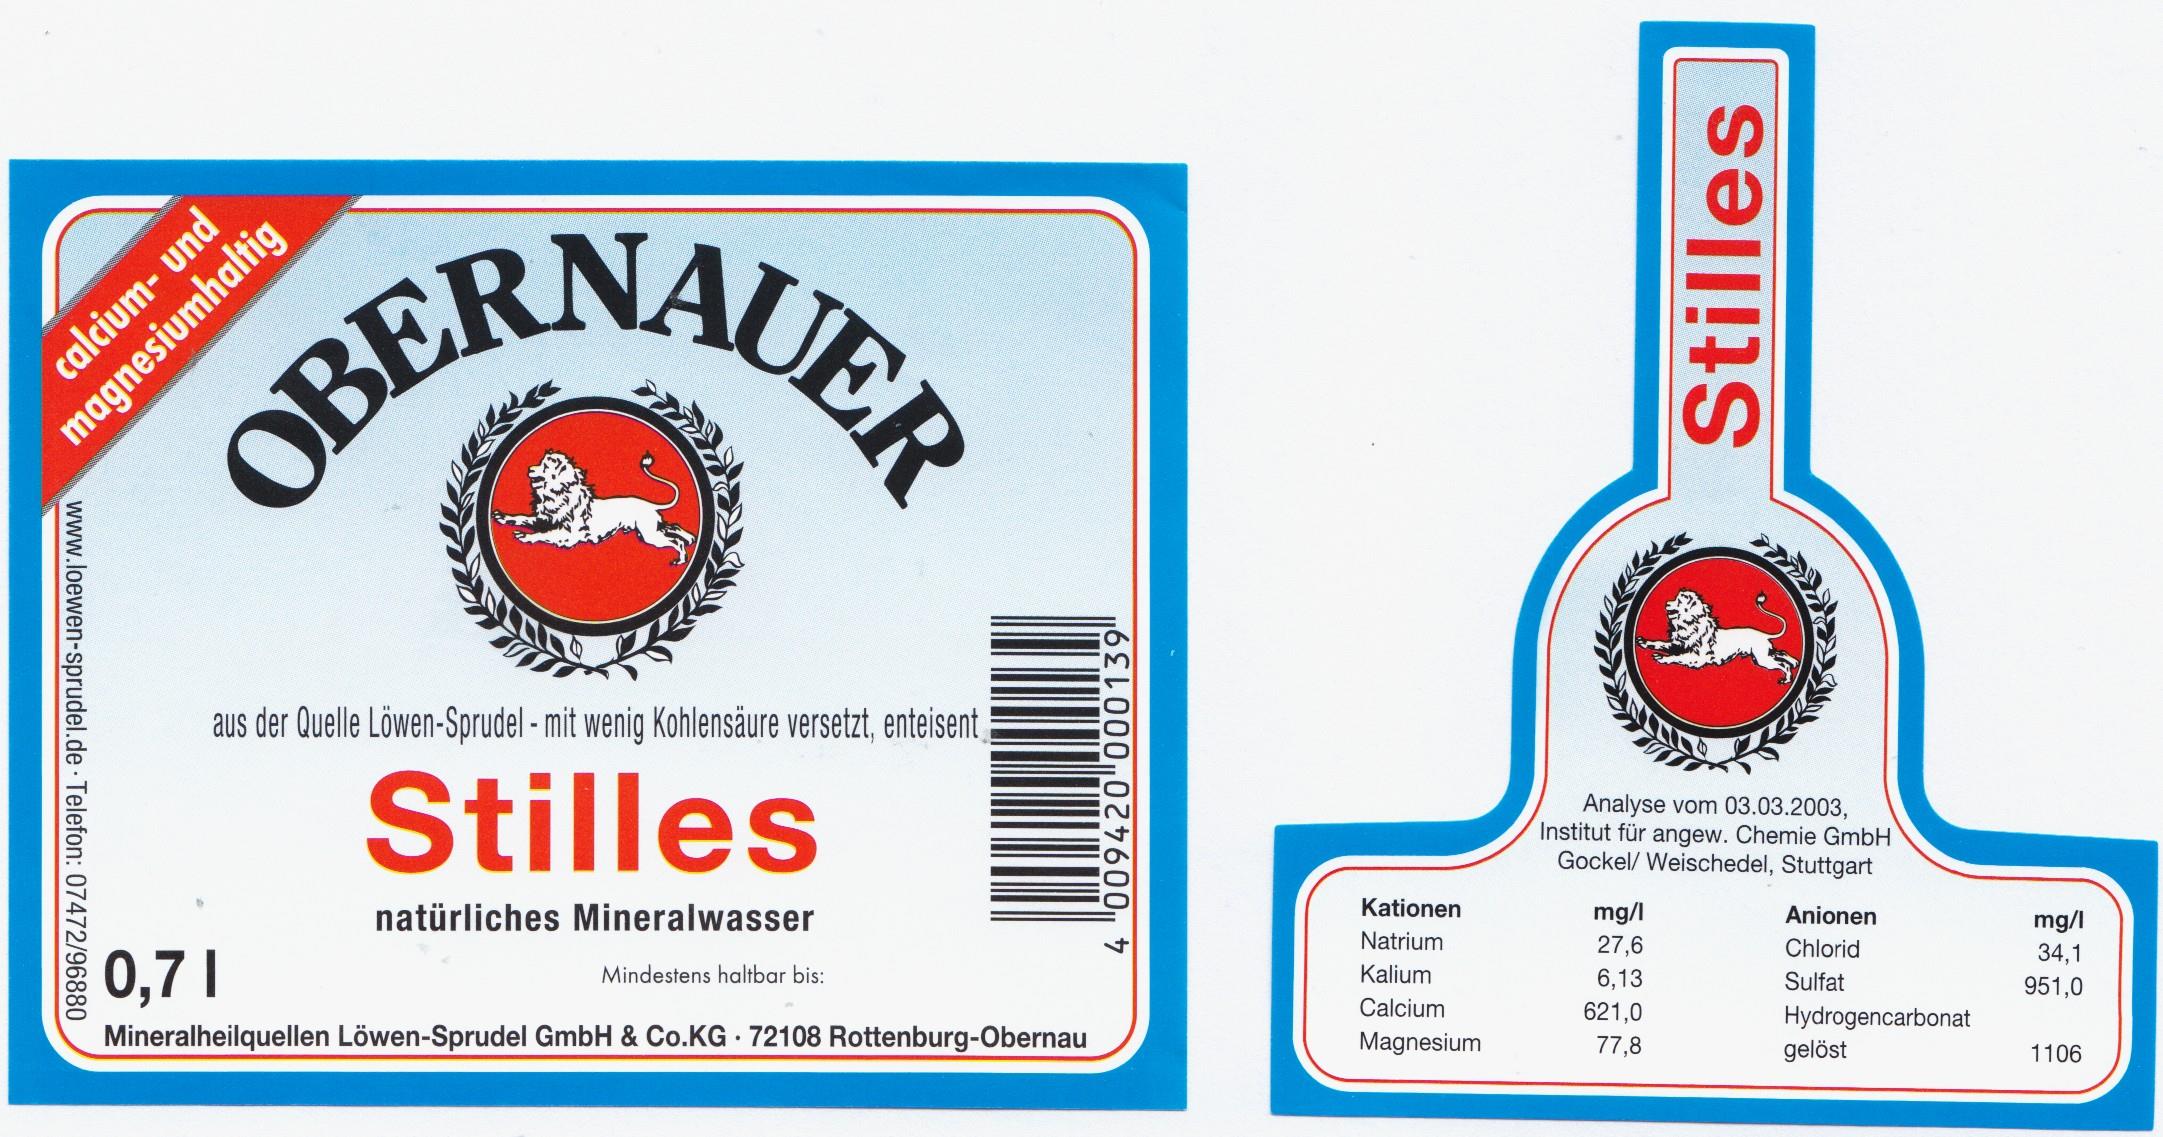 calcium- und
magnesiumhaltig
OBERNAUER
www.loewen-sprudel.de · Telefon: 07472/96880
aus der Quelle Löwen-Sprudel - mit wenig Kohlensäure versetzt, enteisent
Stilles
natürliches Mineralwasser
4 009420 000139
0,7 l
Mindestens haltbar bis:
Mineralheilquellen Löwen-Sprudel GmbH & Co.KG · 72108 Rottenburg-Obernau
Stilles
Analyse vom 03.03.2003,
Institut für angew. Chemie GmbH
Gockel/ Weischedel, Stuttgart
Kationen mg/l
Natrium 27,6
Kalium 6,13
Calcium 621,0
Magnesium 77,8
Anionen mg/l
Chlorid 34,1
Sulfat 951,0
Hydrogencarbonat
gelöst 1106